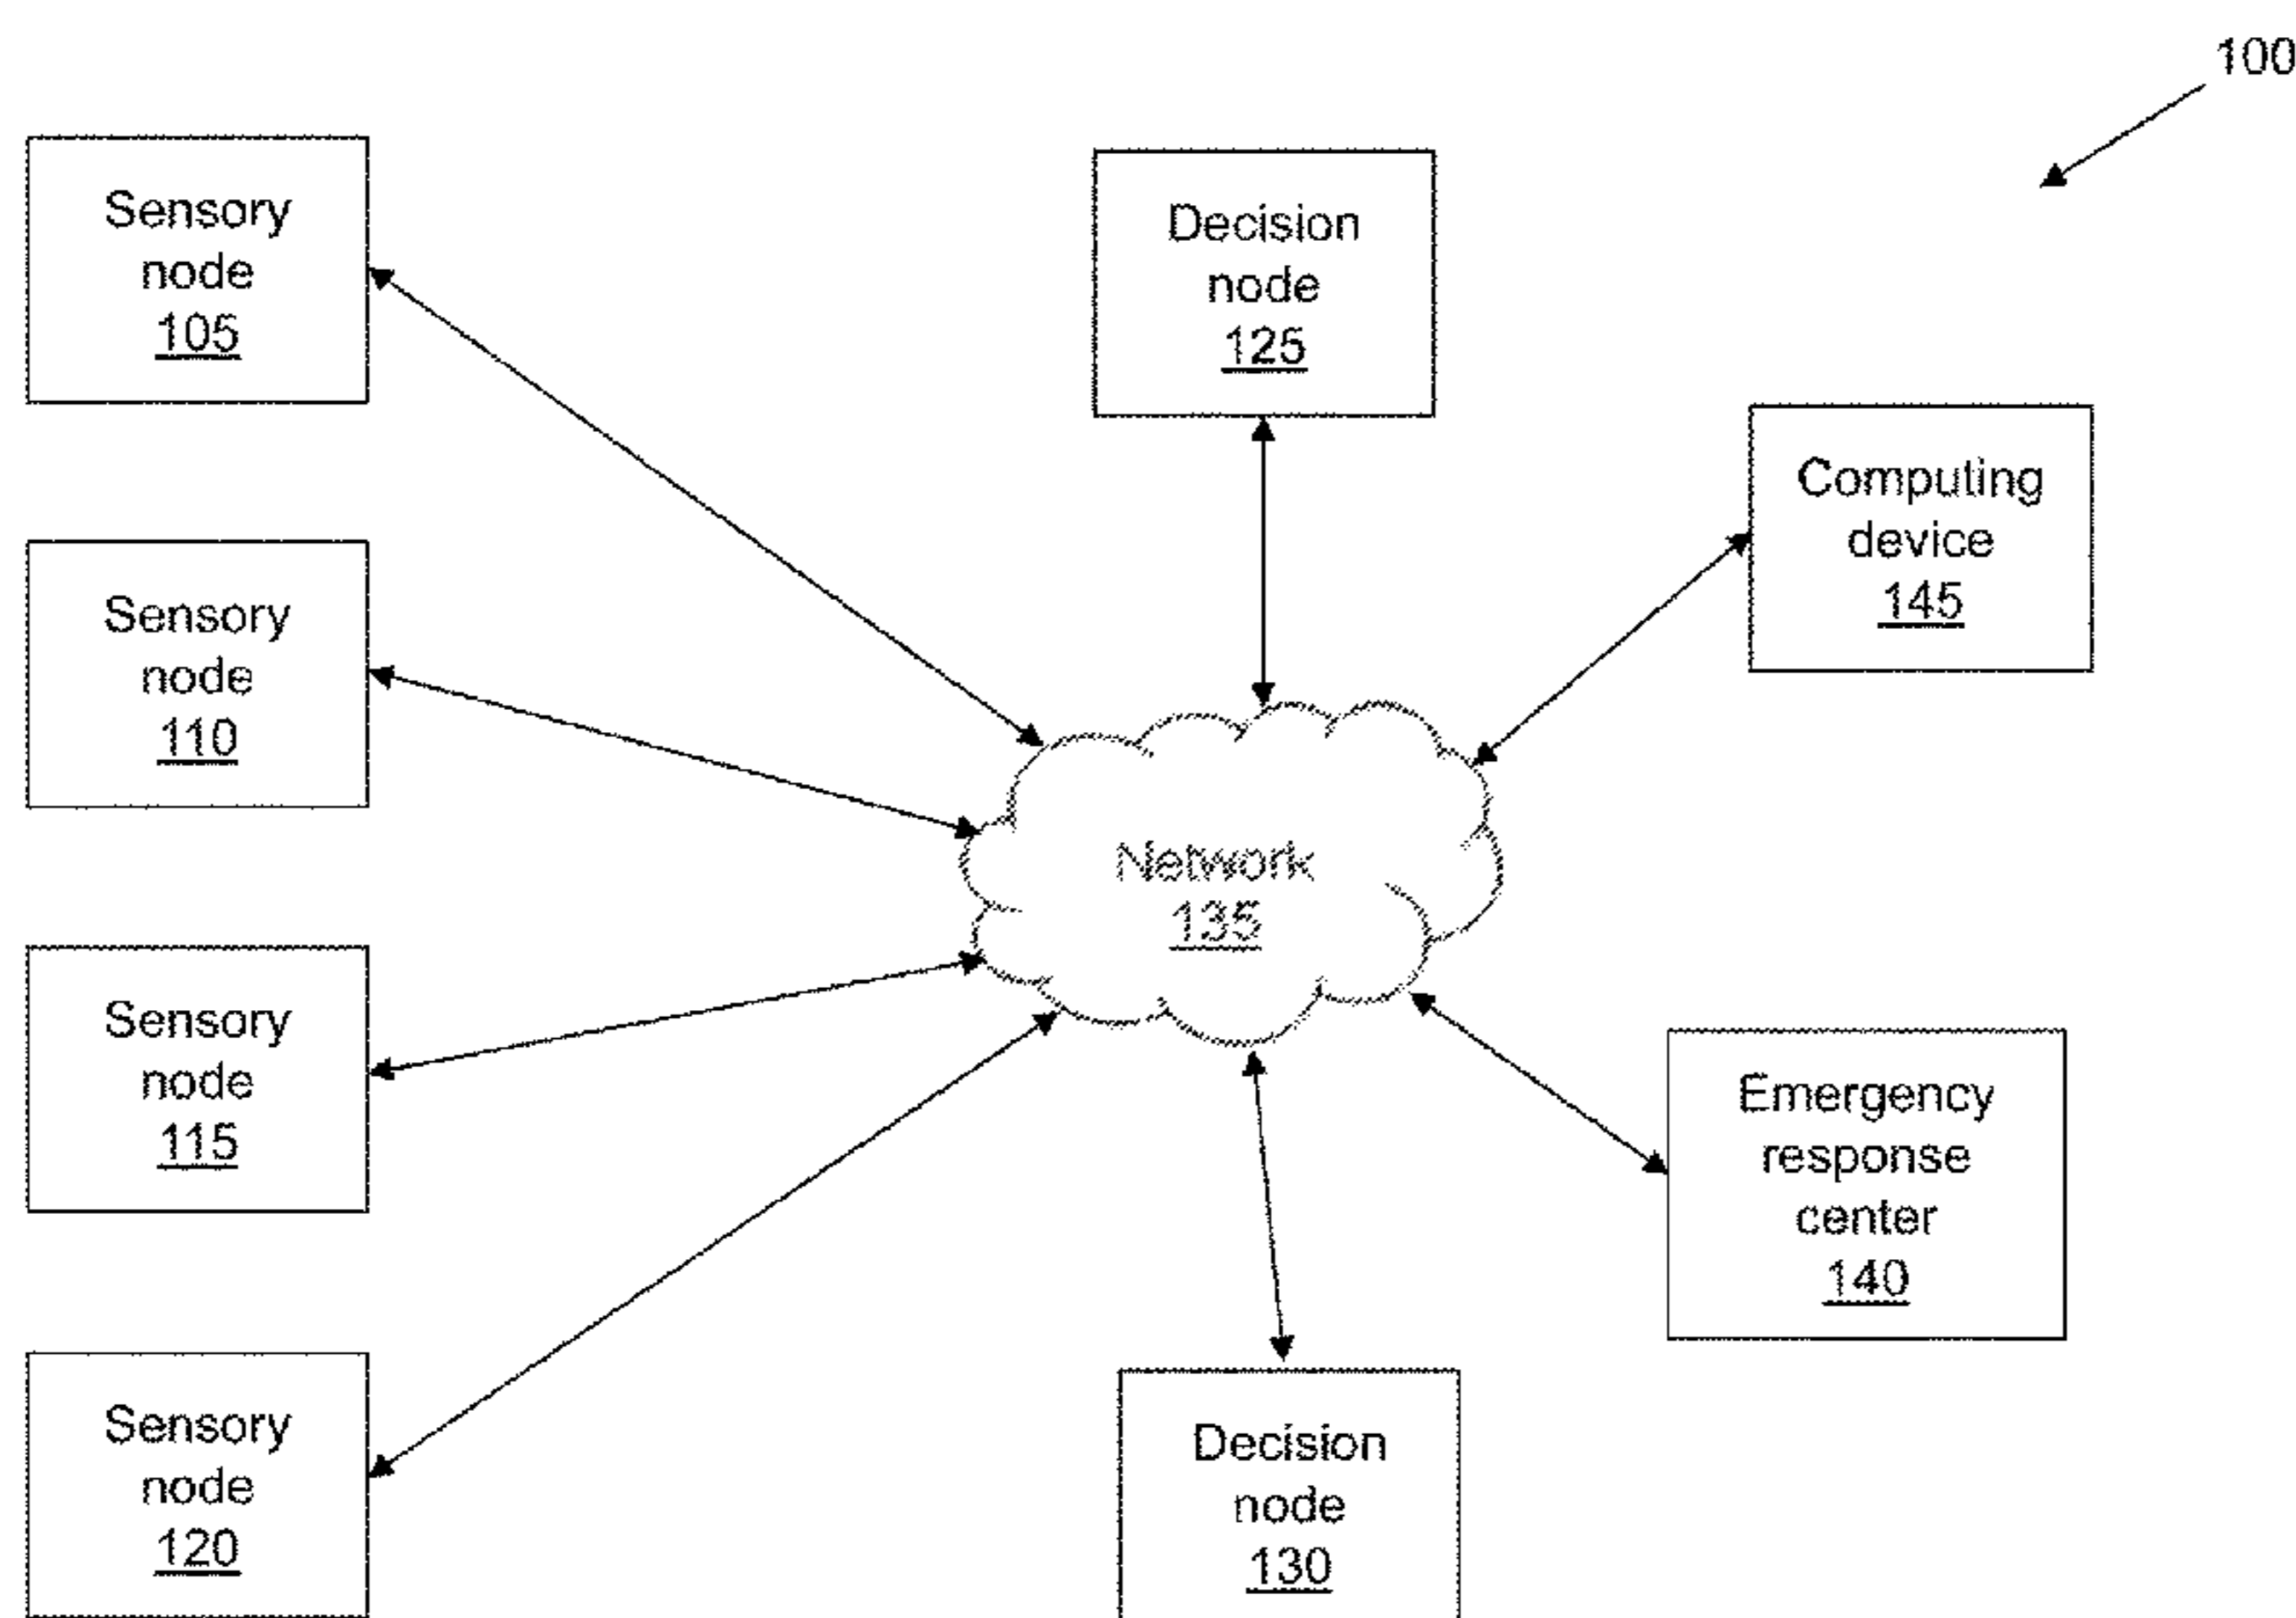 100
Sensory
node
105
Decision
node
125
Computing
device
145
Sensory
node
110
Network
135
Sensory
node
115
Emergency
response
center
140
Sensory
node
120
Decision
node
130